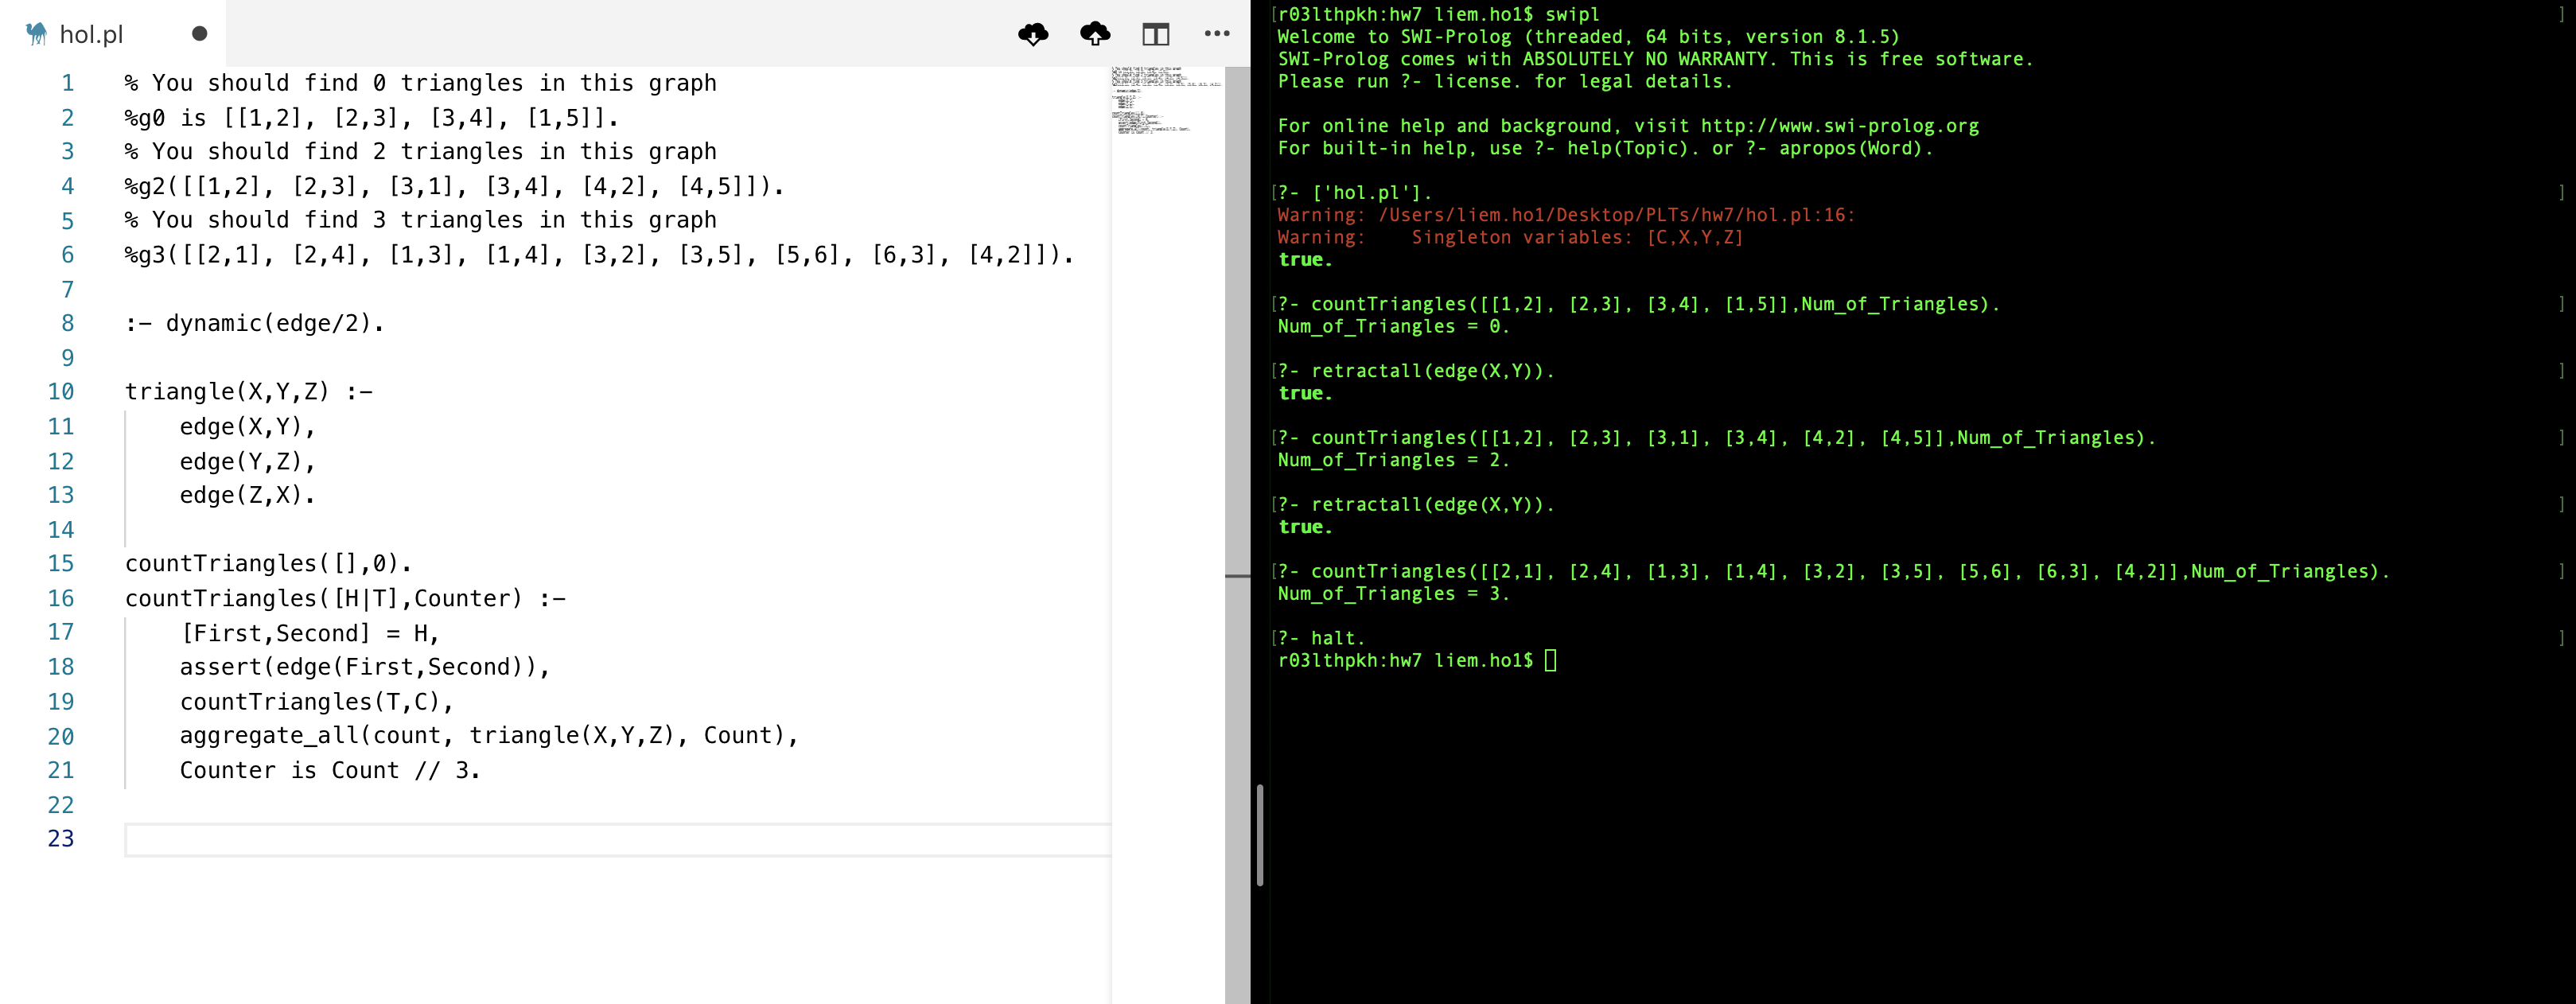 hol.pl
1 % You should find 0 triangles in this graph
2 %g0 is [[1,2], [2,3], [3,4], [1,5]].
3 % You should find 2 triangles in this graph
4 %g2([[1,2], [2,3], [3,1], [3,4], [4,2], [4,5]]).
5 % You should find 3 triangles in this graph
6 %g3([[2,1], [2,4], [1,3], [1,4], [3,2], [3,5], [5,6], [6,3], [4,2]]).
7
8 :- dynamic(edge/2).
9
10 triangle(X,Y,Z) :-
11 edge(X,Y),
12 edge(Y,Z),
13 edge(Z,X).
14
15 countTriangles([],0).
16 countTriangles([H|T],Counter) :-
17 [First,Second] = H,
18 assert(edge(First,Second)),
19 countTriangles(T,C),
20 aggregate_all(count, triangle(X,Y,Z), Count),
21 Counter is Count // 3.
22
23
[r03lthpkh:hw7 liem.ho1$ swipl ]
Welcome to SWI-Prolog (threaded, 64 bits, version 8.1.5)
SWI-Prolog comes with ABSOLUTELY NO WARRANTY. This is free software.
Please run ?- license. for legal details.
For online help and background, visit http://www.swi-prolog.org
For built-in help, use ?- help(Topic). or ?- apropos(Word).
[?- ['hol.pl']. ]
Warning: /Users/liem.ho1/Desktop/PLTs/hw7/hol.pl:16:
Warning:    Singleton variables: [C,X,Y,Z]
true.
[?- countTriangles([[1,2], [2,3], [3,4], [1,5]],Num_of_Triangles). ]
Num_of_Triangles = 0.
[?- retractall(edge(X,Y)). ]
true.
[?- countTriangles([[1,2], [2,3], [3,1], [3,4], [4,2], [4,5]],Num_of_Triangles). ]
Num_of_Triangles = 2.
[?- retractall(edge(X,Y)). ]
true.
[?- countTriangles([[2,1], [2,4], [1,3], [1,4], [3,2], [3,5], [5,6], [6,3], [4,2]],Num_of_Triangles). ]
Num_of_Triangles = 3.
[?- halt. ]
r03lthpkh:hw7 liem.ho1$